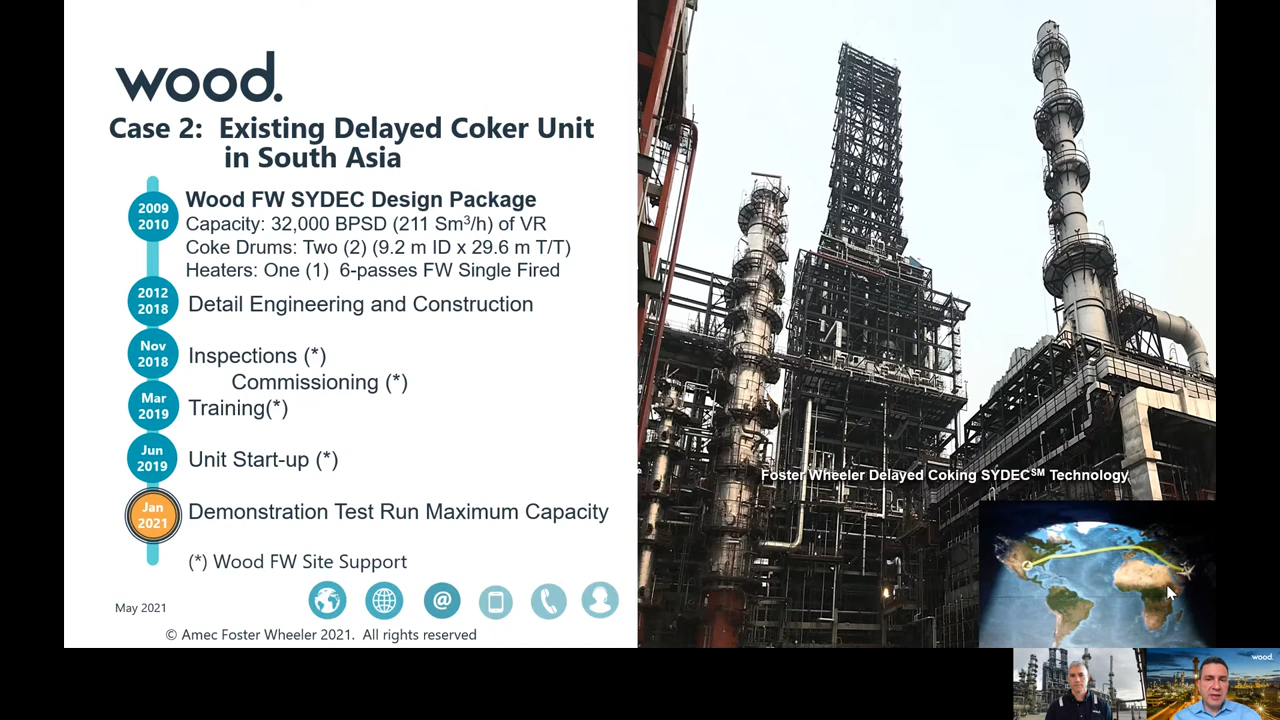 wood.
Case 2: Existing Delayed Coker Unit
in South Asia
2009
2010
Wood FW SYDEC Design Package
Capacity: 32,000 BPSD (211 Sm³/h) of VR
Coke Drums: Two (2) (9.2 m ID x 29.6 m T/T)
Heaters: One (1) 6-passes FW Single Fired
2012
2018
Detail Engineering and Construction
Nov
2018
Inspections (*)
Commissioning (*)
Mar
2019
Training(*)
Jun
2019
Unit Start-up (*)
Jan
2021
Demonstration Test Run Maximum Capacity
(*) Wood FW Site Support
@
May 2021
© Amec Foster Wheeler 2021. All rights reserved
Foster Wheeler Delayed Coking SYDEC℠ Technology
wood.